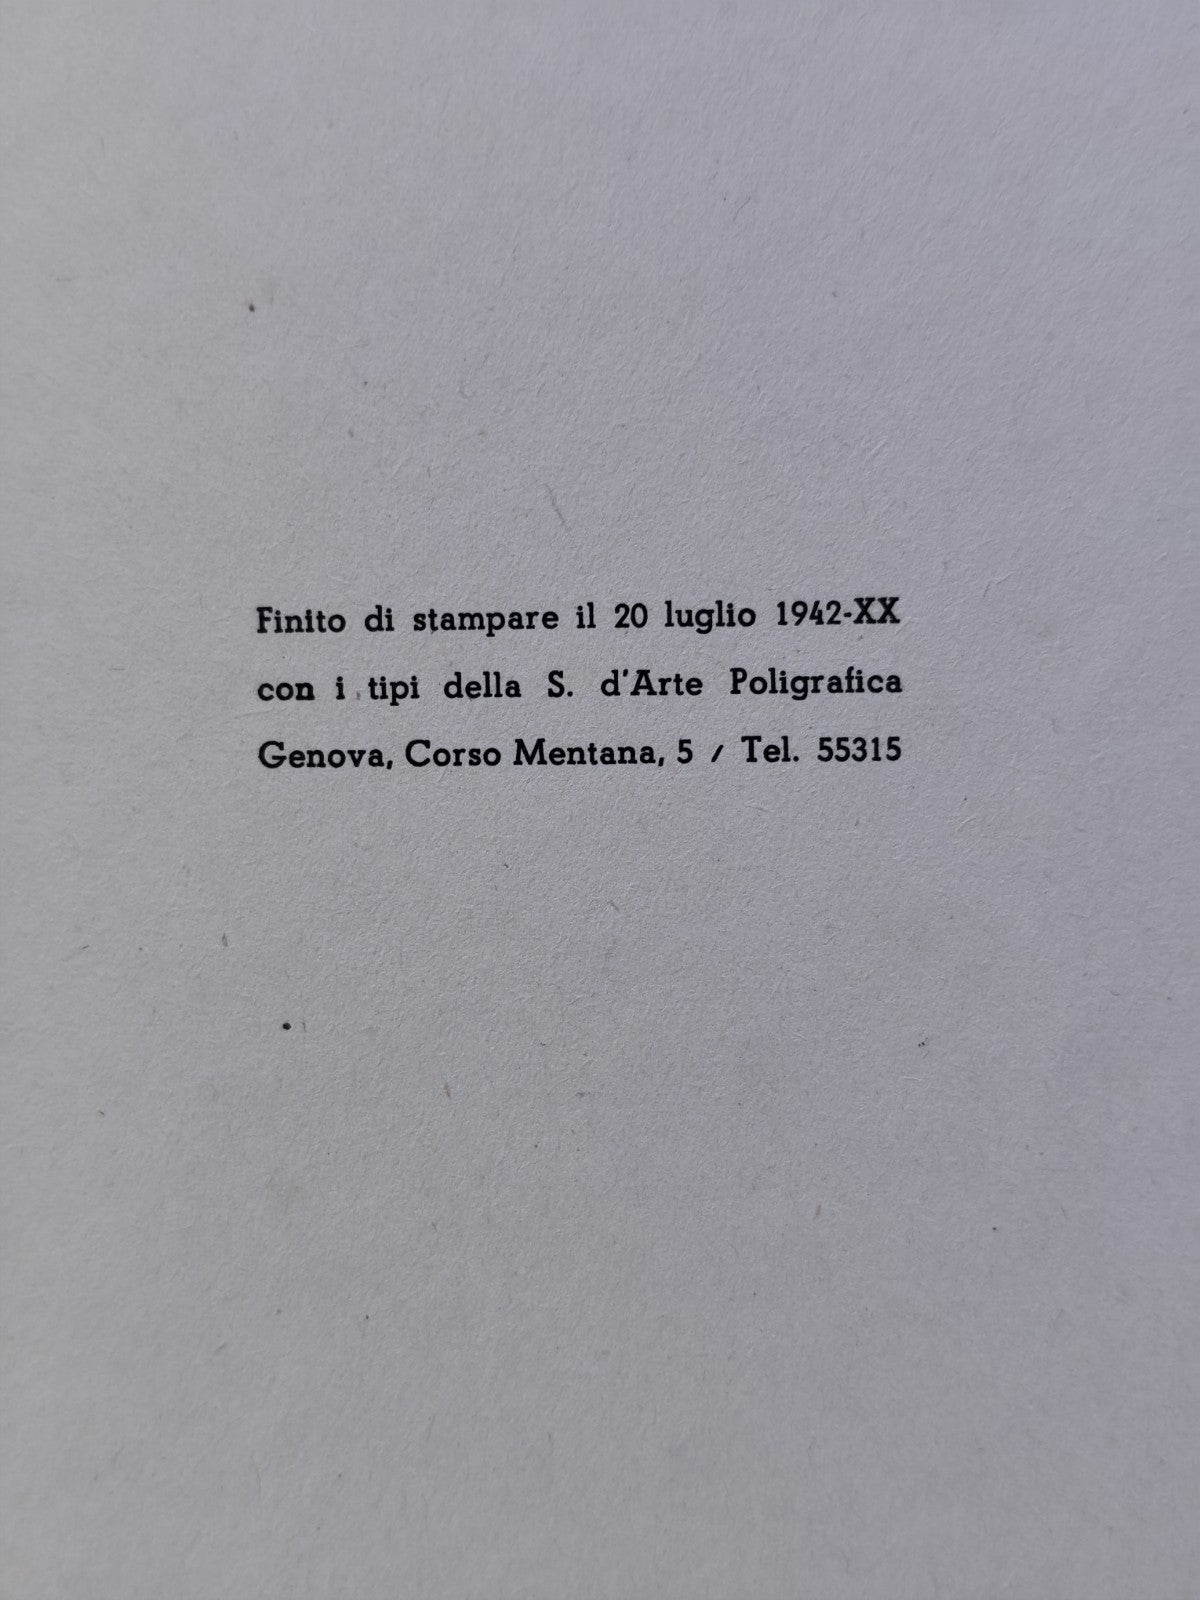 Finito di stampare il 20 luglio 1942-XX
con i tipi della S. d'Arte Poligrafica
Genova, Corso Mentana, 5 / Tel. 55315